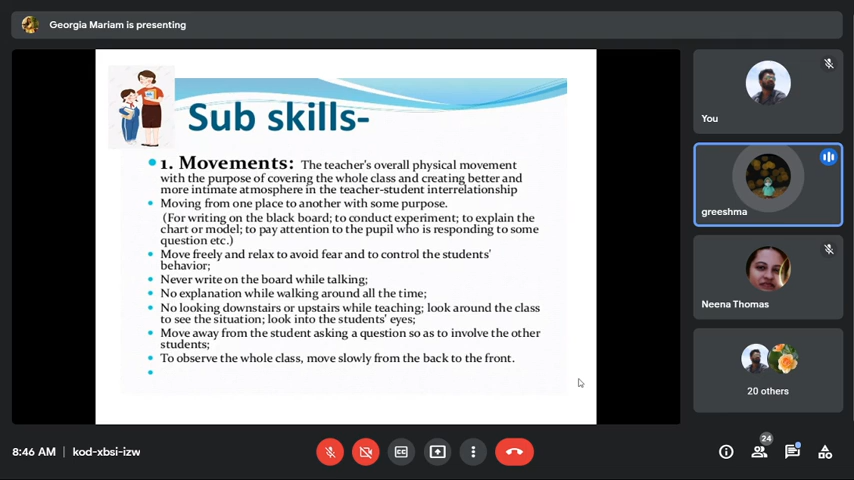 Georgia Mariam is presenting
Sub skills-
1. Movements: The teacher's overall physical movement
with the purpose of covering the whole class and creating better and
more intimate atmosphere in the teacher-student interrelationship
Moving from one place to another with some purpose.
(For writing on the black board; to conduct experiment; to explain the
chart or model; to pay attention to the pupil who is responding to some
question etc.)
Move freely and relax to avoid fear and to control the students'
behavior;
Never write on the board while talking;
No explanation while walking around all the time;
No looking downstairs or upstairs while teaching; look around the class
to see the situation; look into the students' eyes;
Move away from the student asking a question so as to involve the other
students;
To observe the whole class, move slowly from the back to the front.
You
greeshma
Neena Thomas
20 others
8:46 AM | kod-xbsi-izw
24